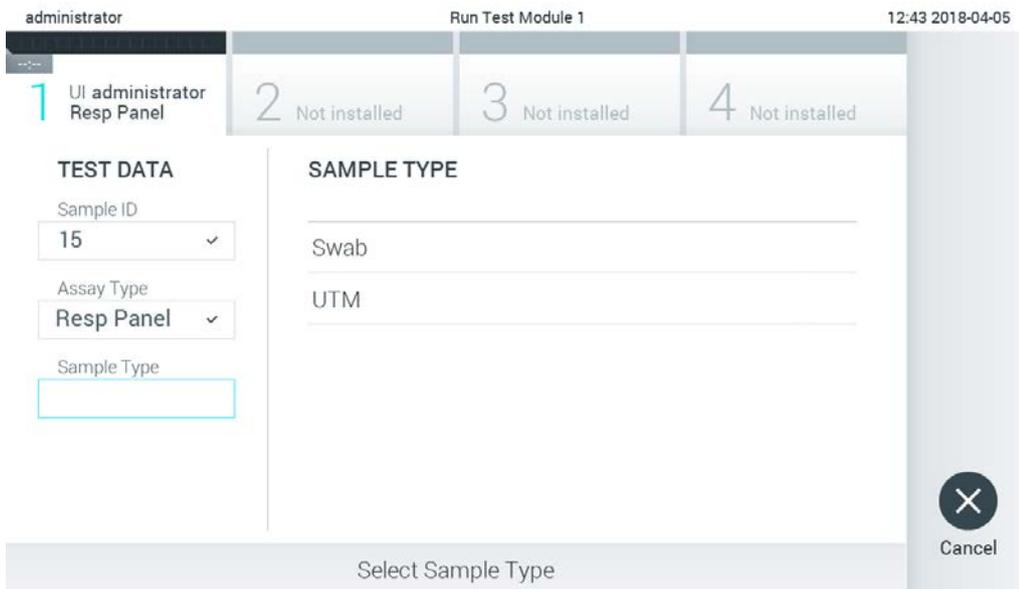 administrator Run Test Module 1 12:43 2018-04-05
--:--
1 UI administrator
Resp Panel
2 Not installed
3 Not installed
4 Not installed
TEST DATA
Sample ID
15
Assay Type
Resp Panel
Sample Type
SAMPLE TYPE
Swab
UTM
Cancel
Select Sample Type